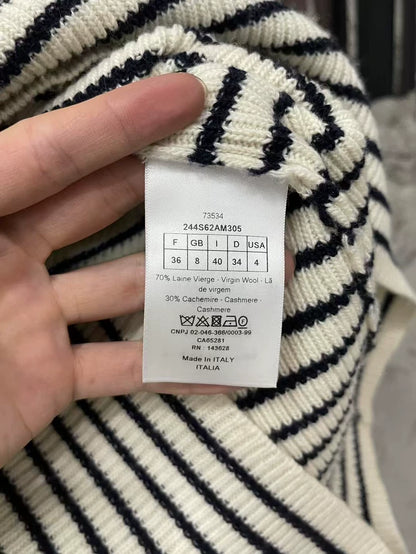 73534
244S62AM305
F GB I D USA
36 8 40 34 4
70% Laine Vierge - Virgin Wool - Lã
de virgem
30% Cachemire - Cashmere -
Cashmere
CNPJ 02-046-366/0003-99
CA65281
RN : 143628
Made in ITALY
ITALIA